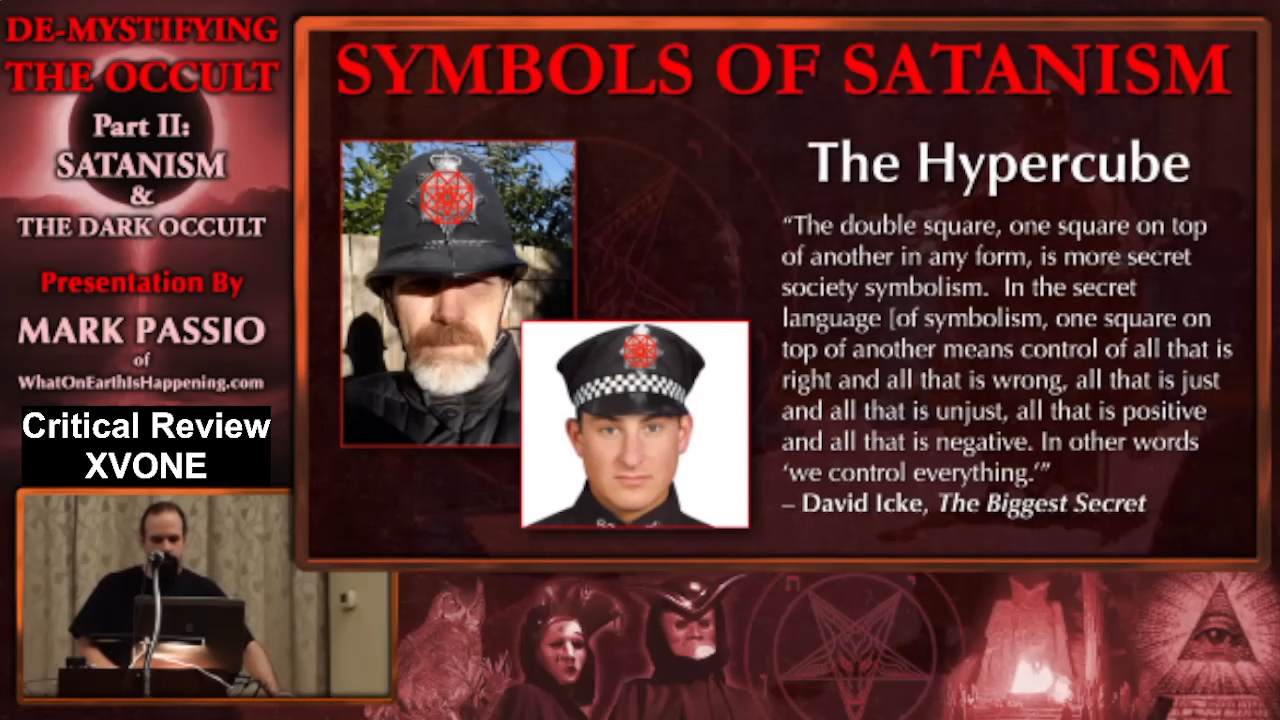 DE-MYSTIFYING
THE OCCULT
Part II:
SATANISM
&
THE DARK OCCULT
Presentation By
MARK PASSIO
of
WhatOnEarthIsHappening.com
Critical Review
XVONE
SYMBOLS OF SATANISM
The Hypercube
“The double square, one square on top
of another in any form, is more secret
society symbolism.  In the secret
language [of symbolism, one square on
top of another means control of all that is
right and all that is wrong, all that is just
and all that is unjust, all that is positive
and all that is negative. In other words
‘we control everything.’”
– David Icke, The Biggest Secret